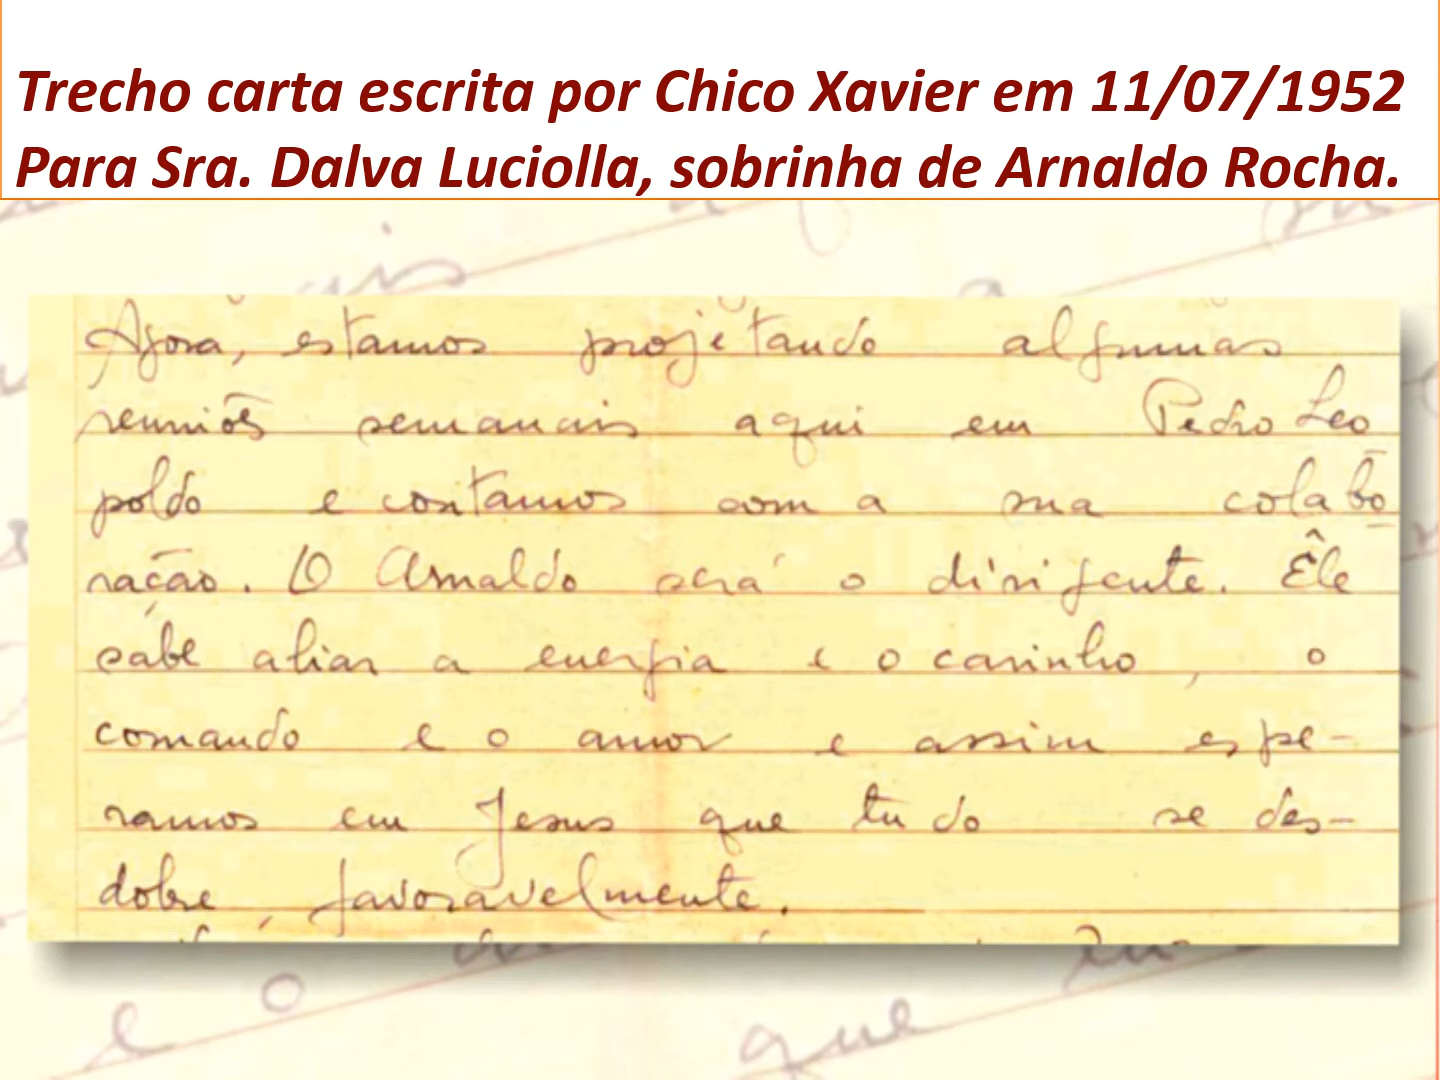 Trecho carta escrita por Chico Xavier em 11/07/1952
Para Sra. Dalva Luciolla, sobrinha de Arnaldo Rocha.
Agora, estamos projetando algumas
reuniões semanais aqui em Pedro Leo
poldo e contamos com a sua colabo
ração. O Arnaldo será o dirigente. Êle
sabe aliar a energia e o carinho, o
comando e o amor e assim espe-
ramos em Jesus que tudo se des-
dobre, favoravelmente.
e o que